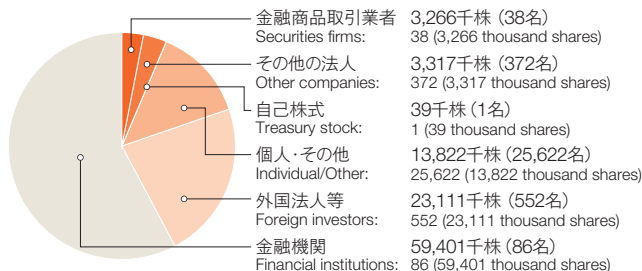 金融商品取引業者 3,266千株（38名）
Securities firms: 38 (3,266 thousand shares)
その他の法人 3,317千株（372名）
Other companies: 372 (3,317 thousand shares)
自己株式 39千株（1名）
Treasury stock: 1 (39 thousand shares)
個人・その他 13,822千株（25,622名）
Individual/Other: 25,622 (13,822 thousand shares)
外国法人等 23,111千株（552名）
Foreign investors: 552 (23,111 thousand shares)
金融機関 59,401千株（86名）
Financial institutions: 86 (59,401 thousand shares)